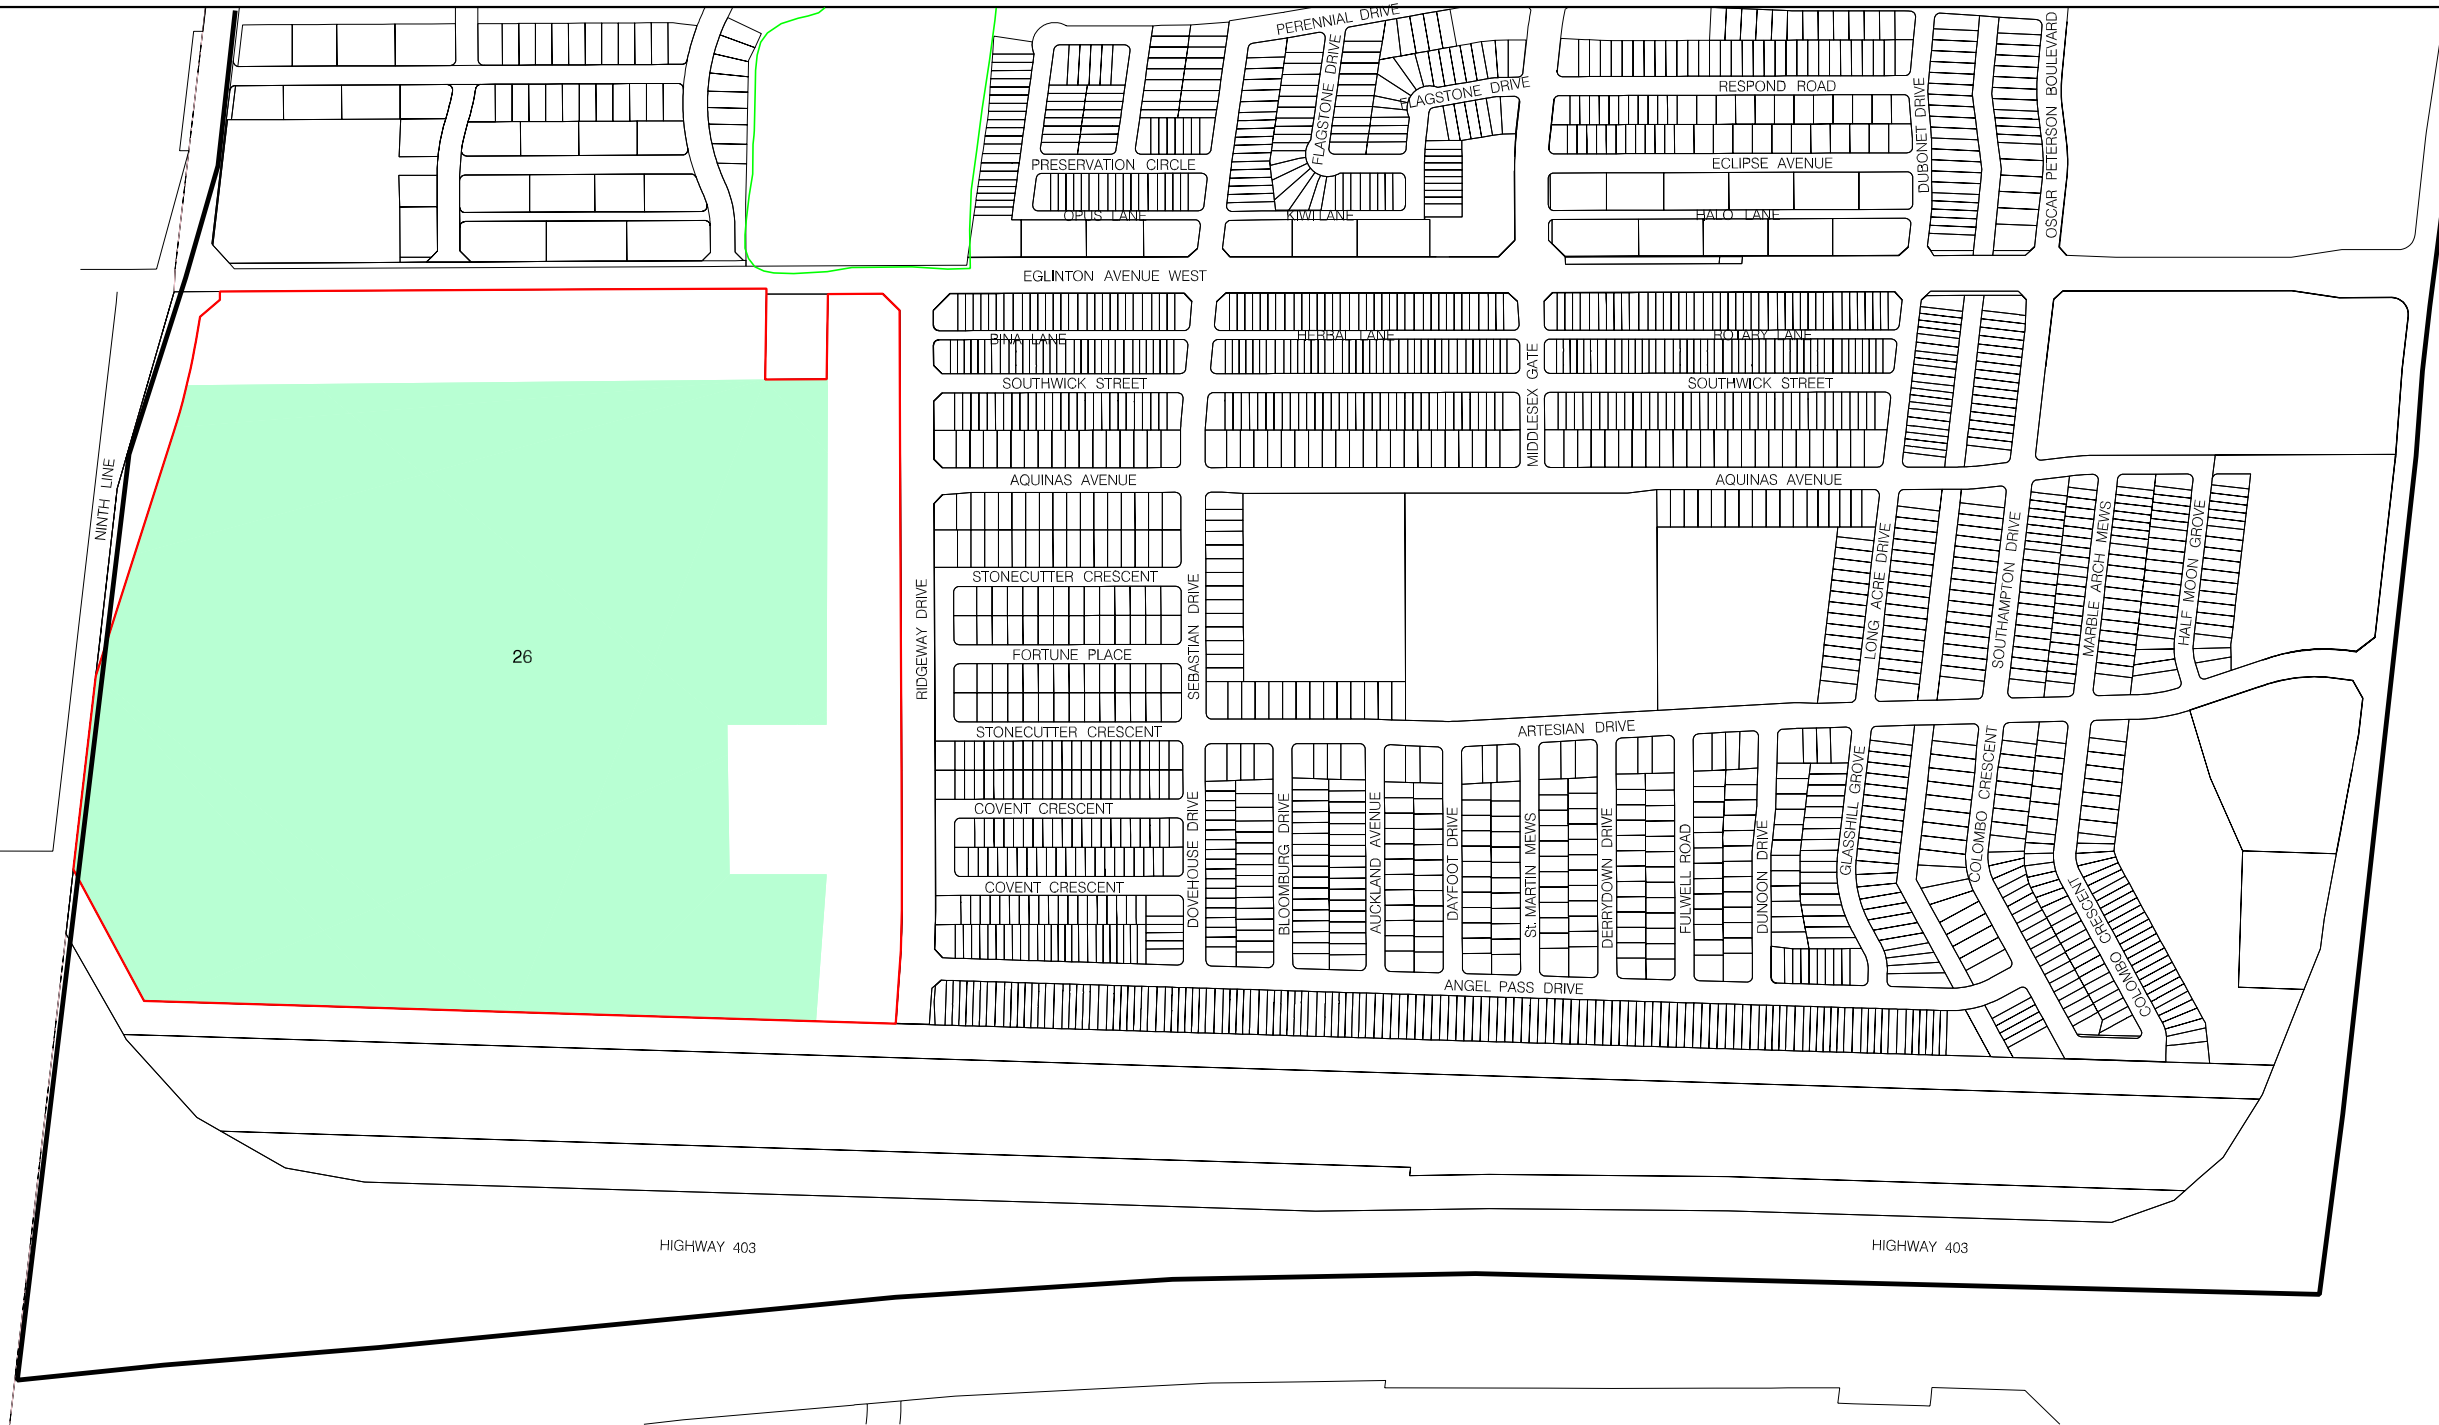 PERENNIAL DRIVE
FLAGSTONE DRIVE
FLAGSTONE DRIVE
RESPOND ROAD
DUBONET DRIVE
OSCAR PETERSON BOULEVARD
PRESERVATION CIRCLE
ECLIPSE AVENUE
OPUS LANE
KIWI LANE
HALO LANE
EGLINTON AVENUE WEST
BINA LANE
HERBAL LANE
ROTARY LANE
MIDDLESEX GATE
SOUTHWICK STREET
SOUTHWICK STREET
NINTH LINE
AQUINAS AVENUE
AQUINAS AVENUE
STONECUTTER CRESCENT
RIDGEWAY DRIVE
SEBASTIAN DRIVE
LONG ACRE DRIVE
SOUTHAMPTON DRIVE
MARBLE ARCH MEWS
HALF MOON GROVE
26
FORTUNE PLACE
STONECUTTER CRESCENT
ARTESIAN DRIVE
COVENT CRESCENT
DOVEHOUSE DRIVE
BLOOMBURG DRIVE
AUCKLAND AVENUE
DAYFOOT DRIVE
St. MARTIN MEWS
DERRYDOWN DRIVE
FULWELL ROAD
DUNOON DRIVE
GLASSHILL GROVE
COLOMBO CRESCENT
COVENT CRESCENT
COLOMBO CRESCENT
ANGEL PASS DRIVE
HIGHWAY 403
HIGHWAY 403